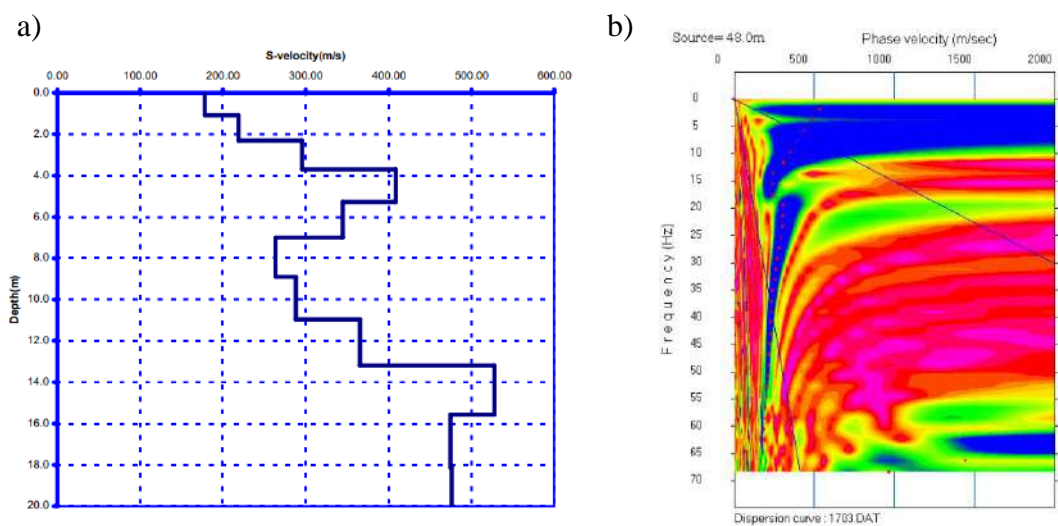 a)
S-velocity(m/s)
0.00 100.00 200.00 300.00 400.00 500.00 600.00
0.0
2.0
4.0
6.0
8.0
10.0
12.0
14.0
16.0
18.0
20.0
Depth(m)
b)
Source= 48.0m Phase velocity (m/sec)
0 500 1000 1500 2000
0
5
10
15
20
25
30
35
40
45
50
55
60
65
70
Frequency (Hz)
Dispersion curve : 1703.DAT